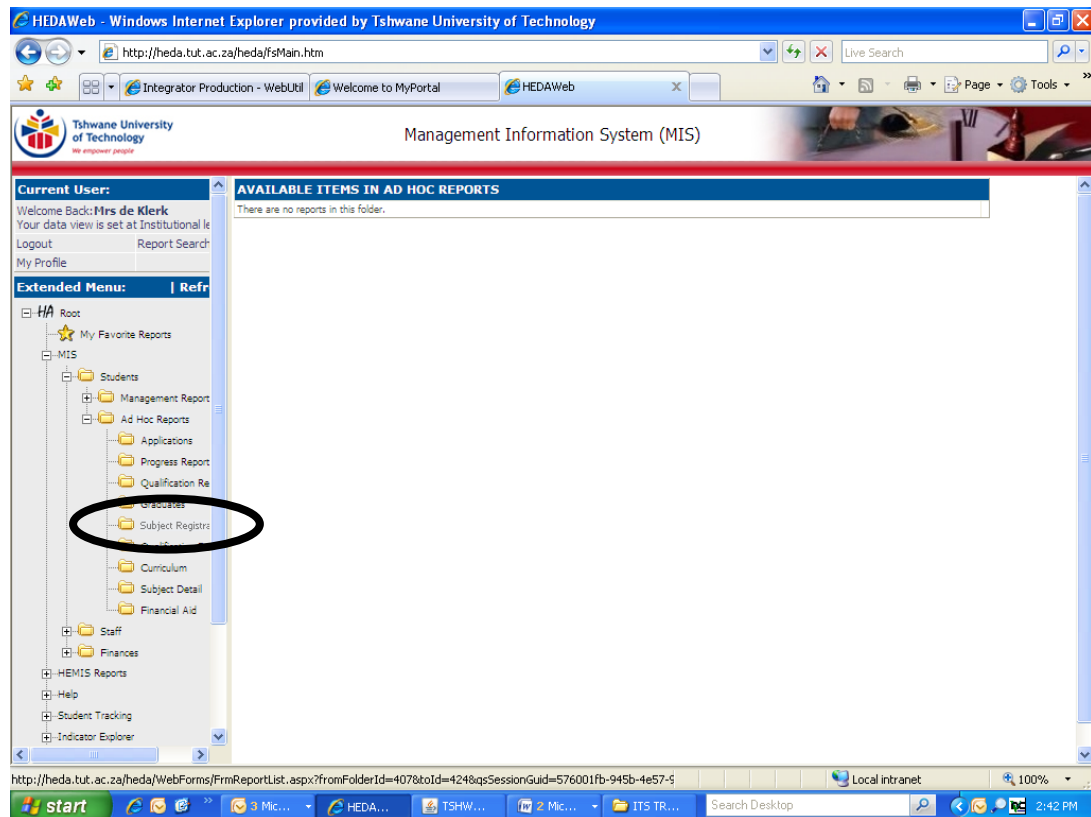 HEDAWeb - Windows Internet Explorer provided by Tshwane University of Technology
http://heda.tut.ac.za/heda/fsMain.htm
Live Search
Integrator Production - WebUtil
Welcome to MyPortal
HEDAWeb
Page
Tools
Tshwane University
of Technology
We empower people
Management Information System (MIS)
Current User:
Welcome Back: Mrs de Klerk
Your data view is set at Institutional le
Logout Report Search
My Profile
Extended Menu: | Refr
AVAILABLE ITEMS IN AD HOC REPORTS
There are no reports in this folder.
HA Root
My Favorite Reports
MIS
Students
Management Report
Ad Hoc Reports
Applications
Progress Report
Qualification Re
Graduates
Subject Registra
Curriculum
Subject Detail
Financial Aid
Staff
Finances
HEMIS Reports
Help
Student Tracking
Indicator Explorer
http://heda.tut.ac.za/heda/WebForms/FrmReportList.aspx?fromFolderId=407&toId=424&qsSessionGuid=576001fb-945b-4e57-9
Local intranet
100%
start
3 Mic...
HEDA...
TSHW...
2 Mic...
ITS TR...
Search Desktop
2:42 PM